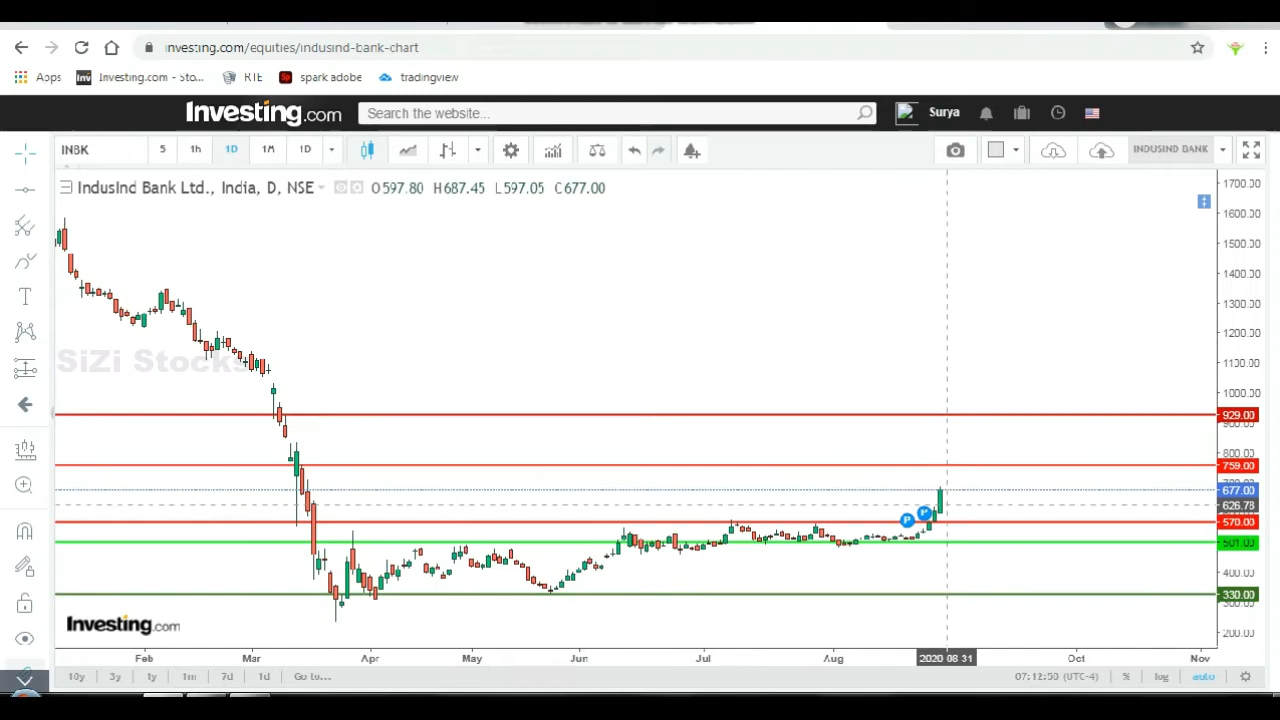 investing.com/equities/indusind-bank-chart
Apps Investing.com - Sto... RTE spark adobe tradingview
Investing.com Search the website... Surya
INBK 5 1h 1D 1M 1D INDUSIND BANK
IndusInd Bank Ltd., India, D, NSE O597.80 H687.45 L597.05 C677.00
1700.00
1600.00
1500.00
1400.00
1300.00
1200.00
SiZi Stocks
1100.00
1000.00
929.00
900.00
800.00
759.00
677.00
626.78
570.00
501.00
400.00
330.00
300.00
Investing.com
200.00
Feb Mar Apr May Jun Jul Aug 2020 08 31 Oct Nov
10y 3y 1y 1m 7d 1d Go to... 07:12:50 (UTC-4) % log auto